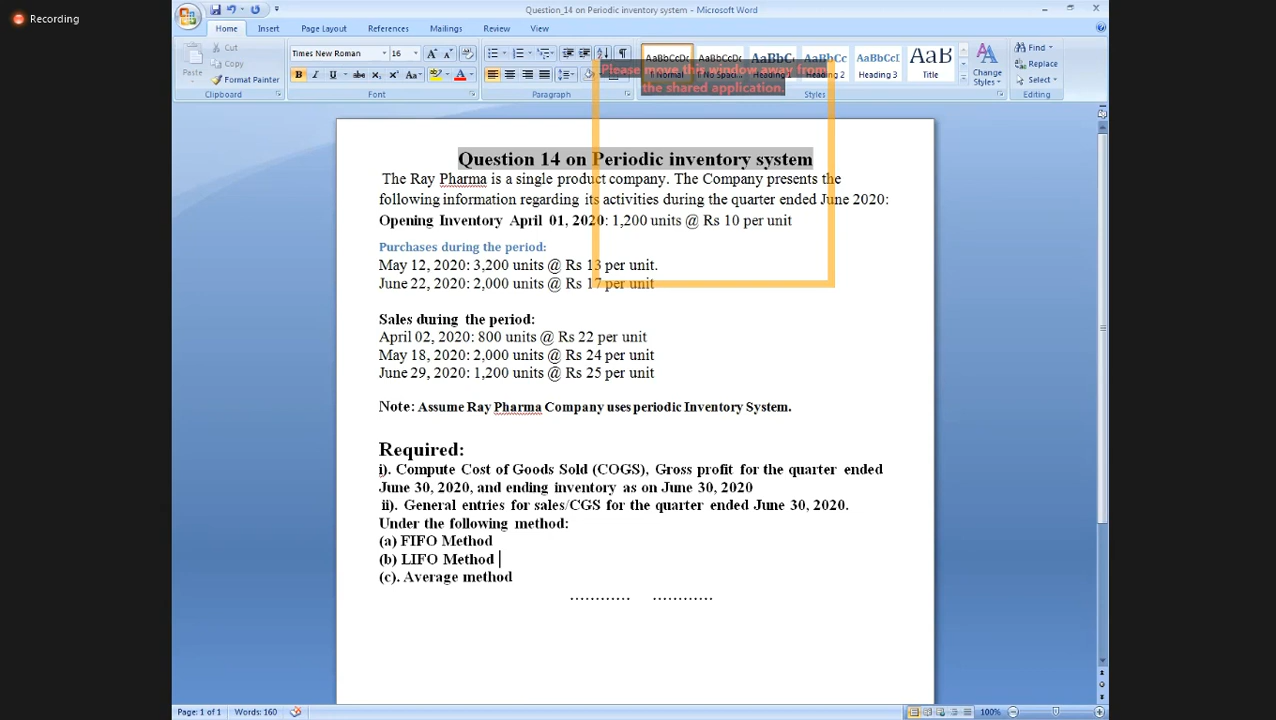 Recording
Question_14 on Periodic inventory system - Microsoft Word
Home Insert Page Layout References Mailings Review View
Cut
Copy
Paste
Format Painter
Clipboard
Times New Roman 16
Font
Paragraph
AaBbCcDc AaBbCcDc AaBbC AaBbCc AaBbCcI AaB
Normal No Spaci... Heading 1 Heading 2 Heading 3 Title
Change Styles
Styles
Find
Replace
Select
Editing
Please move this window away from
the shared application.
Question 14 on Periodic inventory system
The Ray Pharma is a single product company. The Company presents the
following information regarding its activities during the quarter ended June 2020:
Opening Inventory April 01, 2020: 1,200 units @ Rs 10 per unit
Purchases during the period:
May 12, 2020: 3,200 units @ Rs 13 per unit.
June 22, 2020: 2,000 units @ Rs 17 per unit
Sales during the period:
April 02, 2020: 800 units @ Rs 22 per unit
May 18, 2020: 2,000 units @ Rs 24 per unit
June 29, 2020: 1,200 units @ Rs 25 per unit
Note: Assume Ray Pharma Company uses periodic Inventory System.
Required:
i). Compute Cost of Goods Sold (COGS), Gross profit for the quarter ended
June 30, 2020, and ending inventory as on June 30, 2020
ii). General entries for sales/CGS for the quarter ended June 30, 2020.
Under the following method:
(a) FIFO Method
(b) LIFO Method
(c). Average method
………… …………
Page: 1 of 1 Words: 160 100%